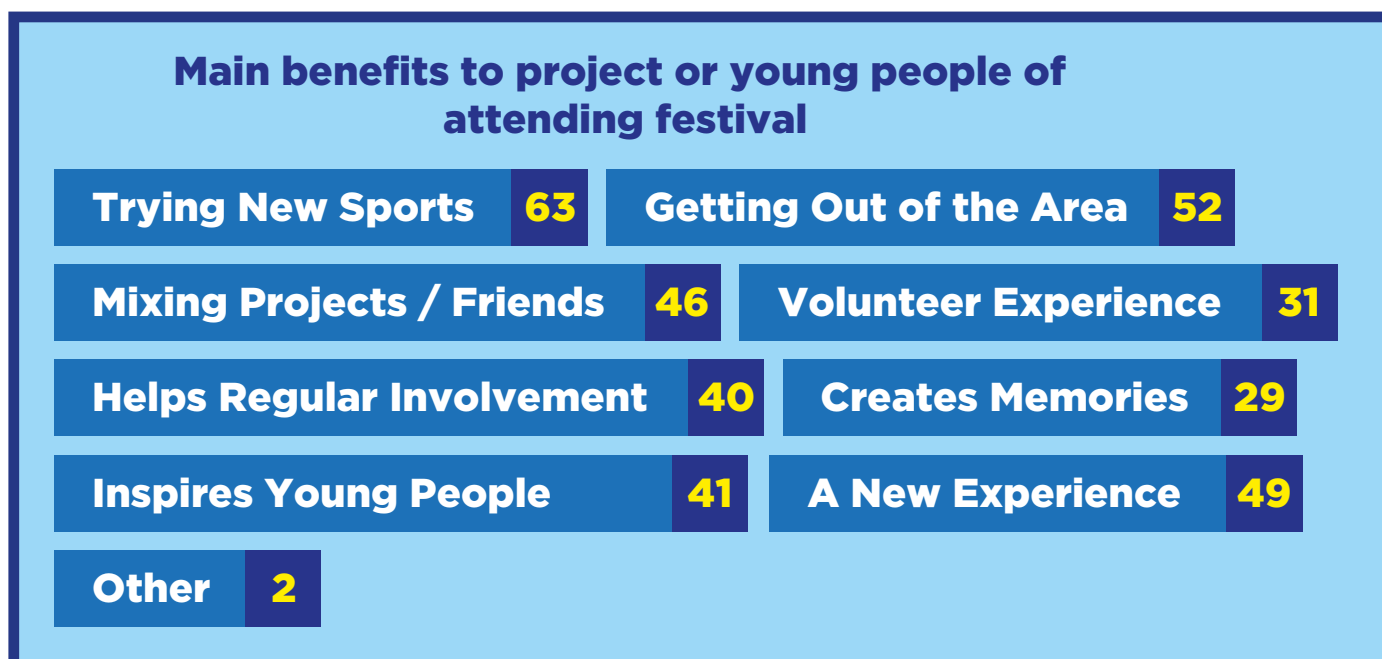 Main benefits to project or young people of
attending festival
Trying New Sports 63 Getting Out of the Area 52
Mixing Projects / Friends 46 Volunteer Experience 31
Helps Regular Involvement 40 Creates Memories 29
Inspires Young People 41 A New Experience 49
Other 2